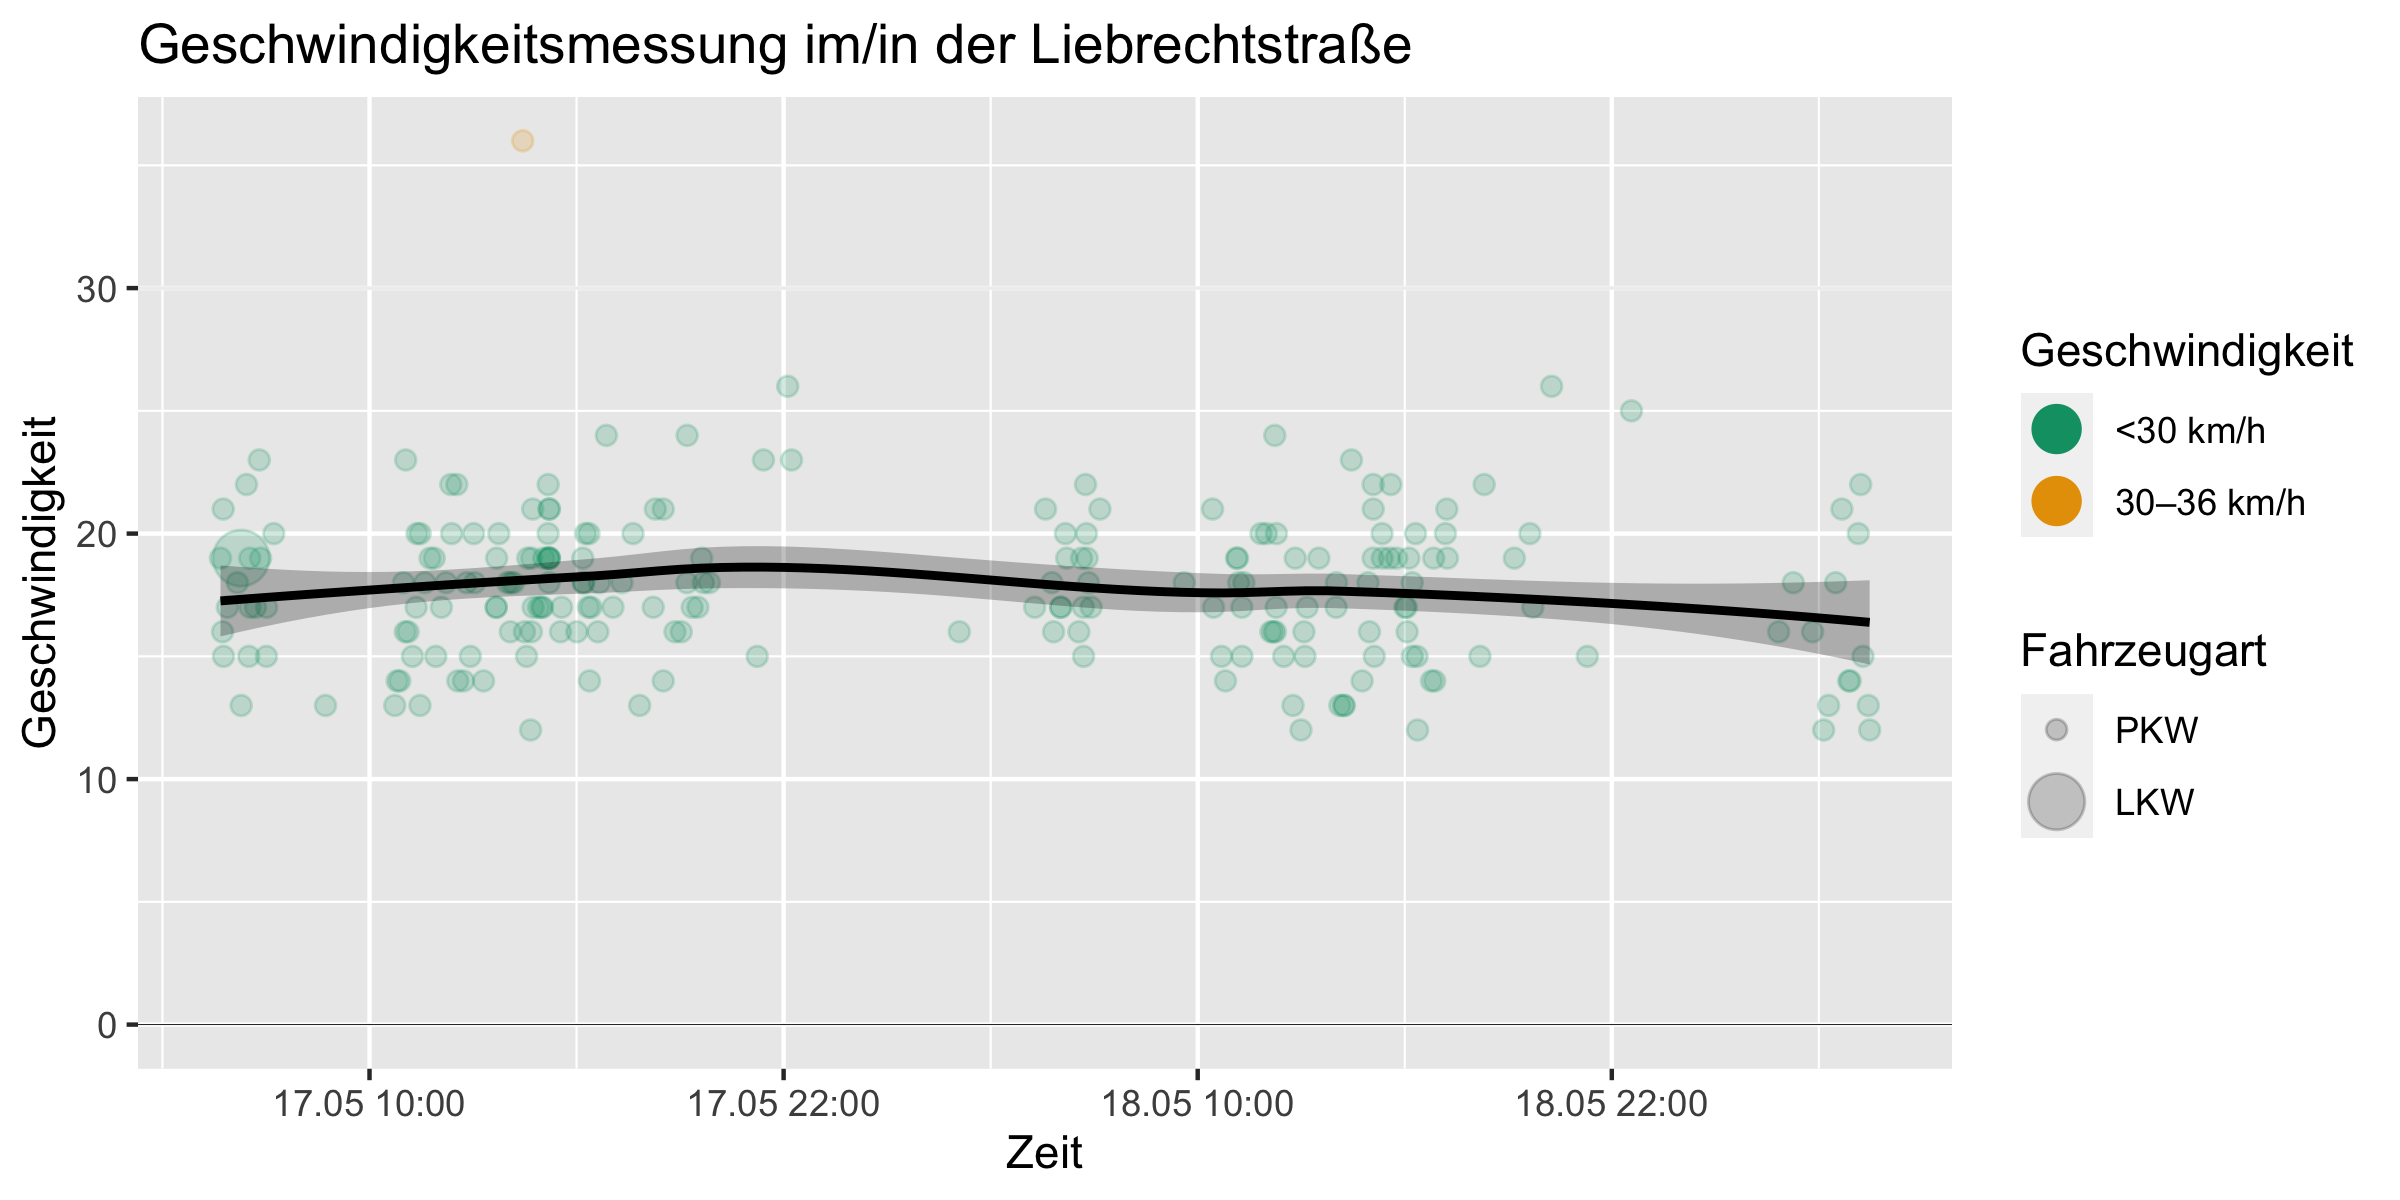 Geschwindigkeitsmessung im/in der Liebrechtstraße
Geschwindigkeit
30
20
10
0
17.05 10:00
17.05 22:00
18.05 10:00
18.05 22:00
Zeit
Geschwindigkeit
<30 km/h
30–36 km/h
Fahrzeugart
PKW
LKW